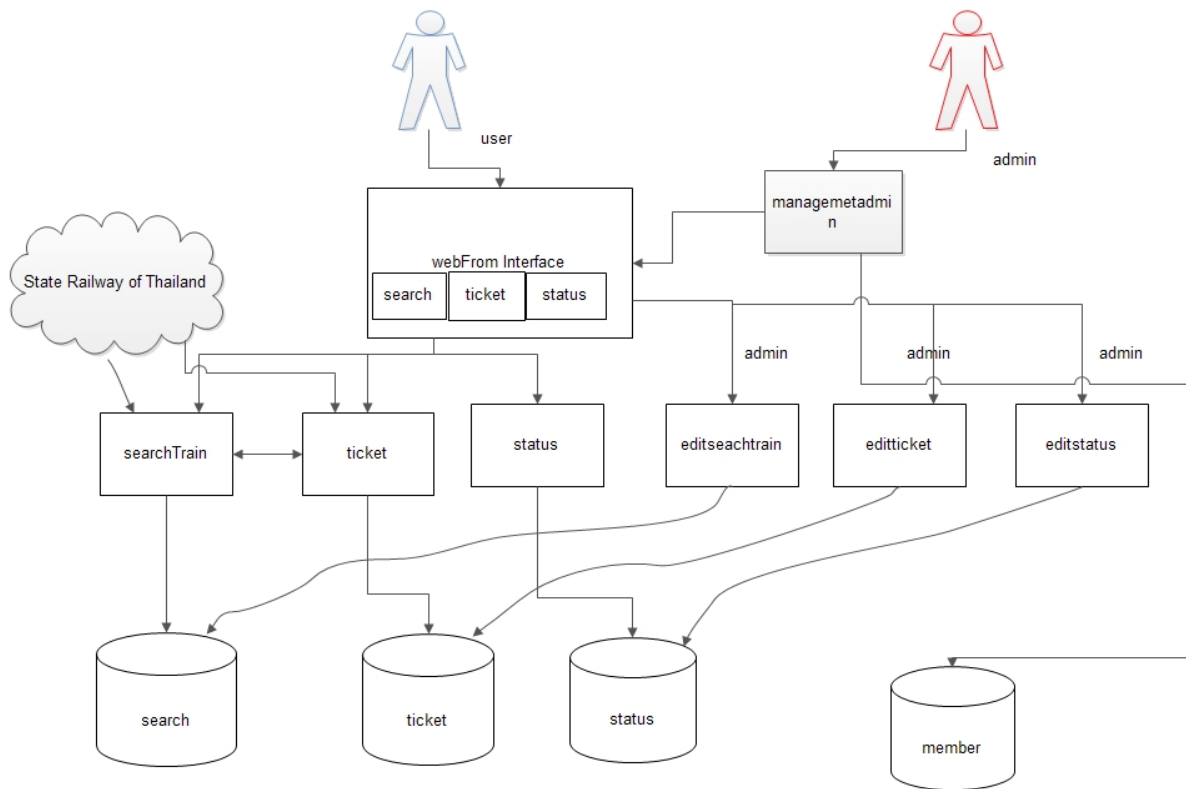 user
admin
managemetadmi
n
State Railway of Thailand
webFrom Interface
search
ticket
status
admin
admin
admin
searchTrain
ticket
status
editseachtrain
editticket
editstatus
search
ticket
status
member